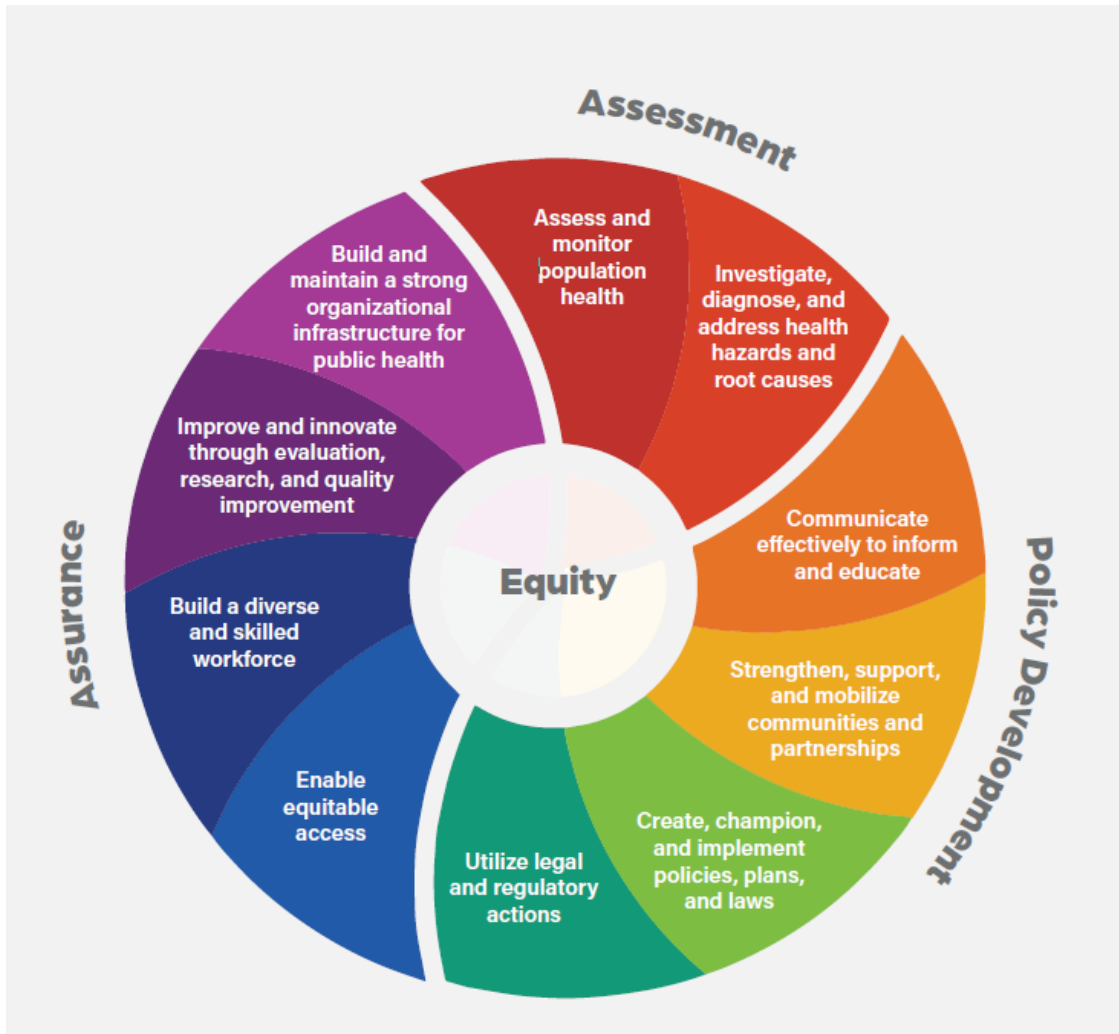 Assessment
Assess and
monitor
population
health
Investigate,
diagnose, and
address health
hazards and
root causes
Policy Development
Communicate
effectively to inform
and educate
Strengthen, support,
and mobilize
communities and
partnerships
Create, champion,
and implement
policies, plans,
and laws
Utilize legal
and regulatory
actions
Assurance
Enable
equitable
access
Build a diverse
and skilled
workforce
Improve and innovate
through evaluation,
research, and quality
improvement
Build and
maintain a strong
organizational
infrastructure for
public health
Equity